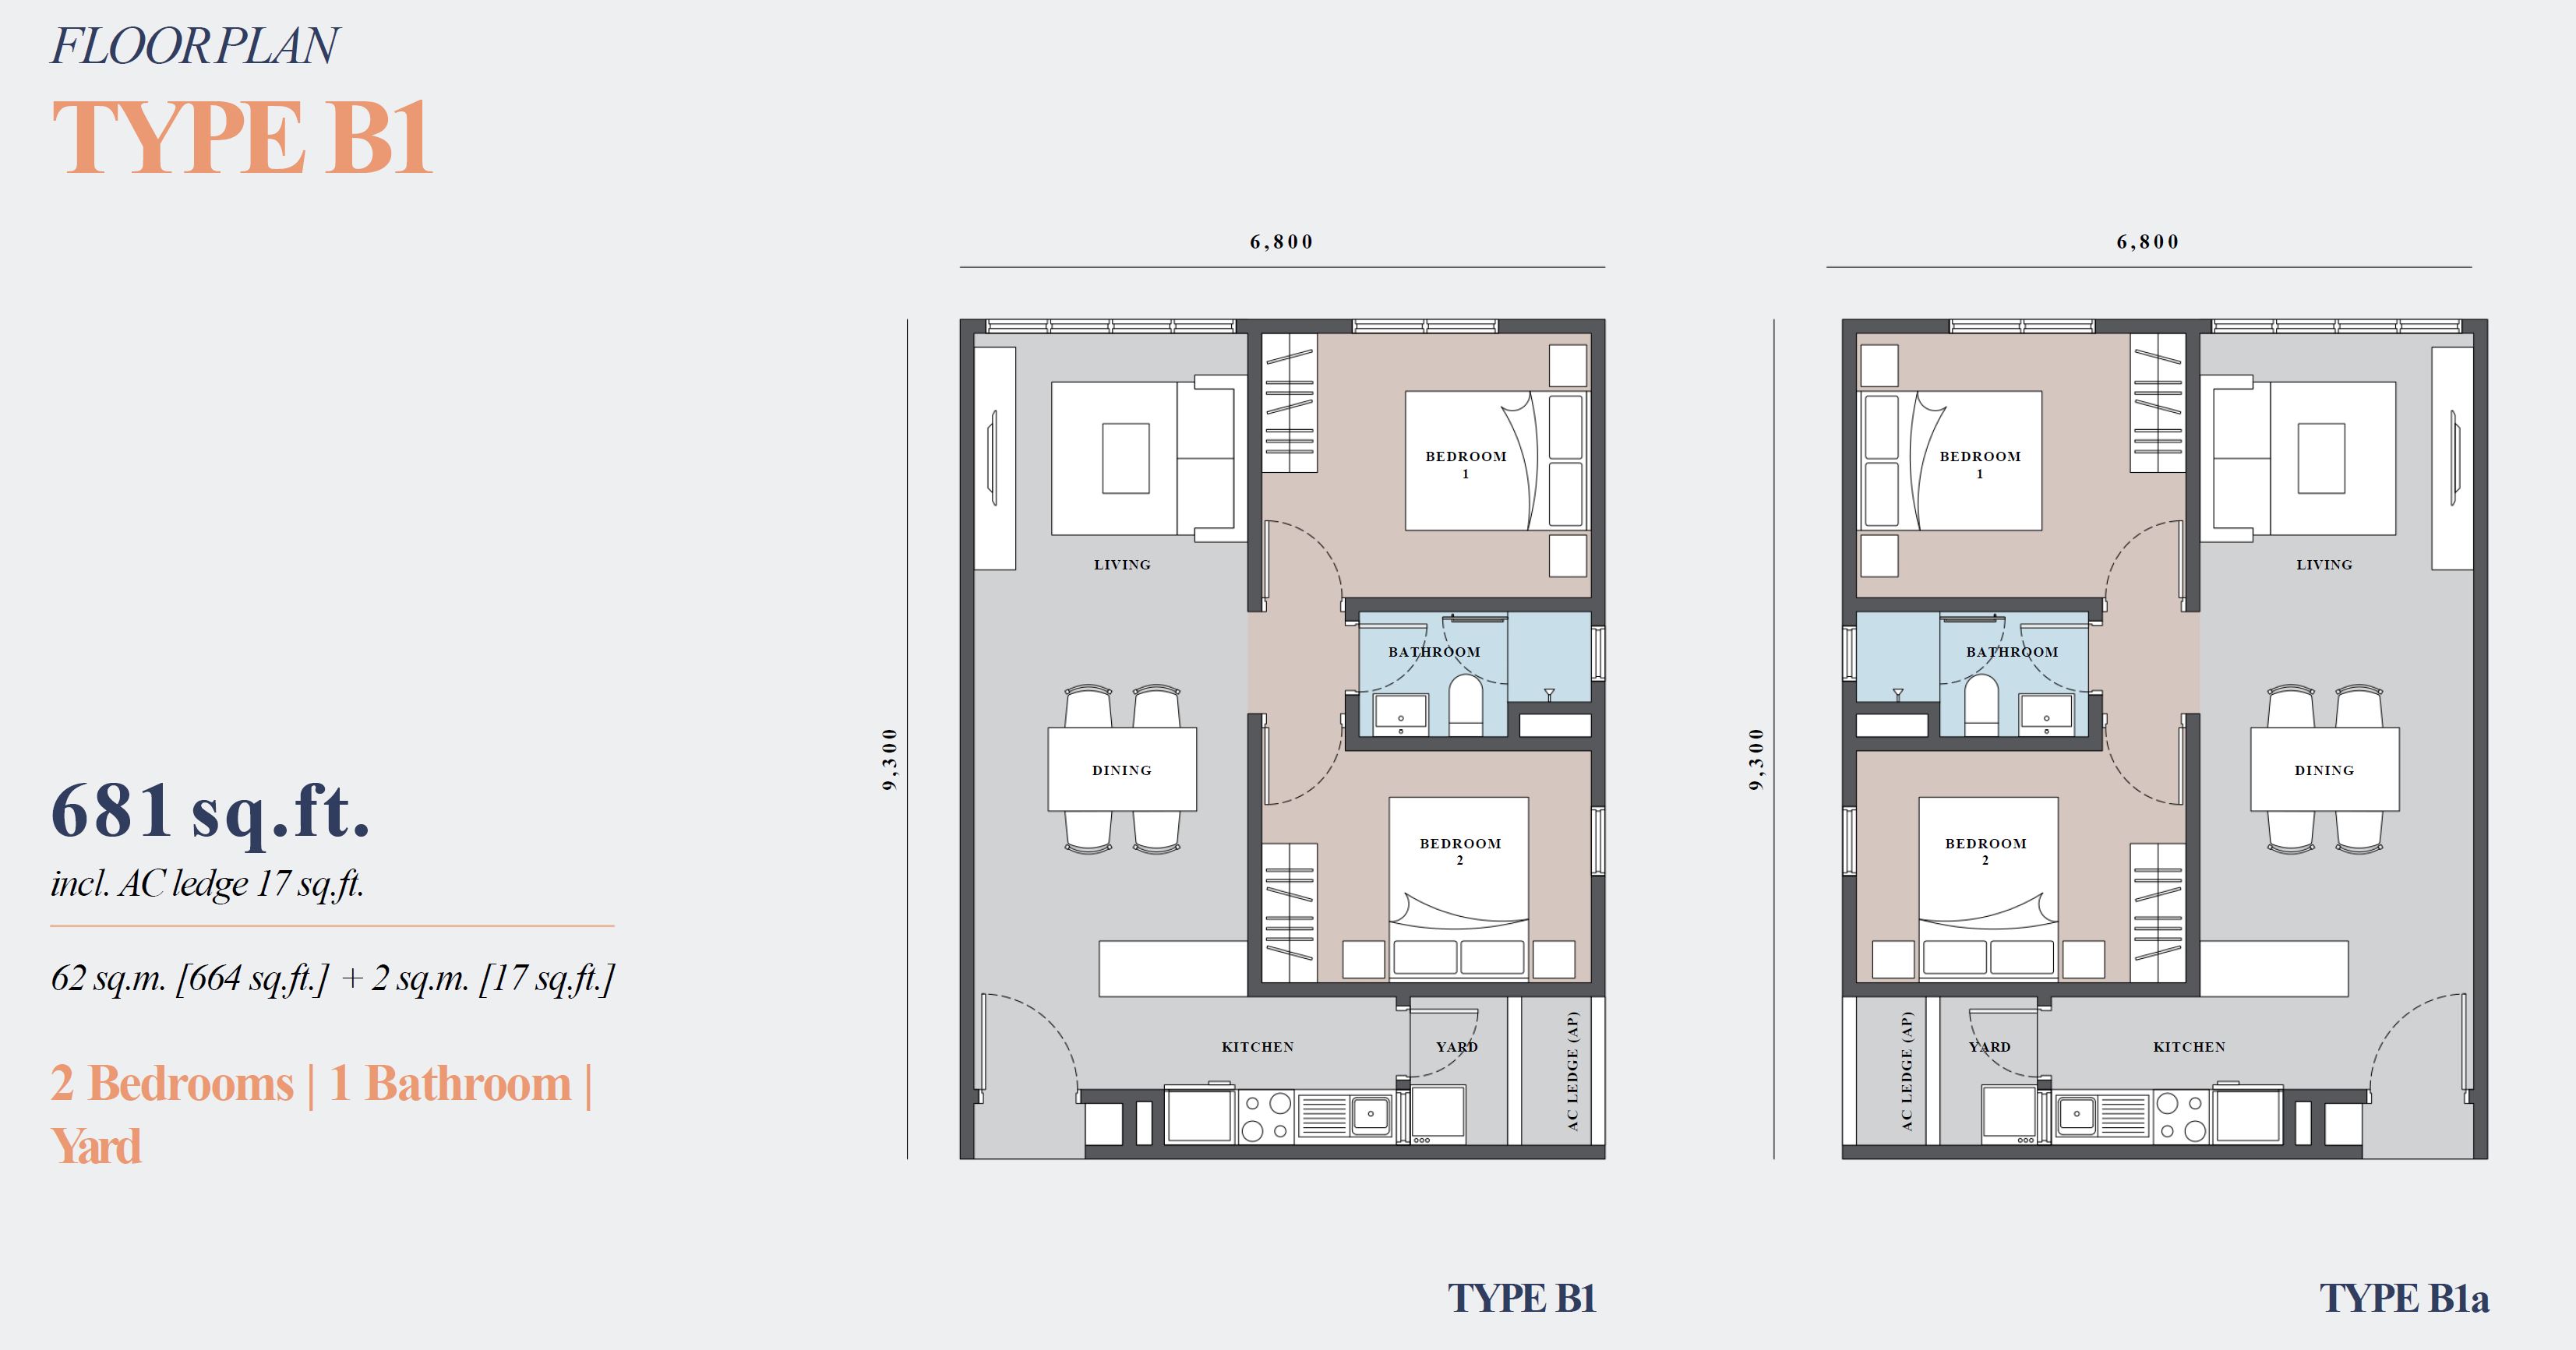 FLOOR PLAN
TYPE B1
681 sq.ft.
incl. AC ledge 17 sq.ft.
62 sq.m. [664 sq.ft.] + 2 sq.m. [17 sq.ft.]
2 Bedrooms | 1 Bathroom |
Yard
6,800
9,300
BEDROOM
1
LIVING
BATHROOM
DINING
BEDROOM
2
KITCHEN
YARD
AC LEDGE (AP)
TYPE B1
6,800
9,300
BEDROOM
1
LIVING
BATHROOM
DINING
BEDROOM
2
AC LEDGE (AP)
YARD
KITCHEN
TYPE B1a